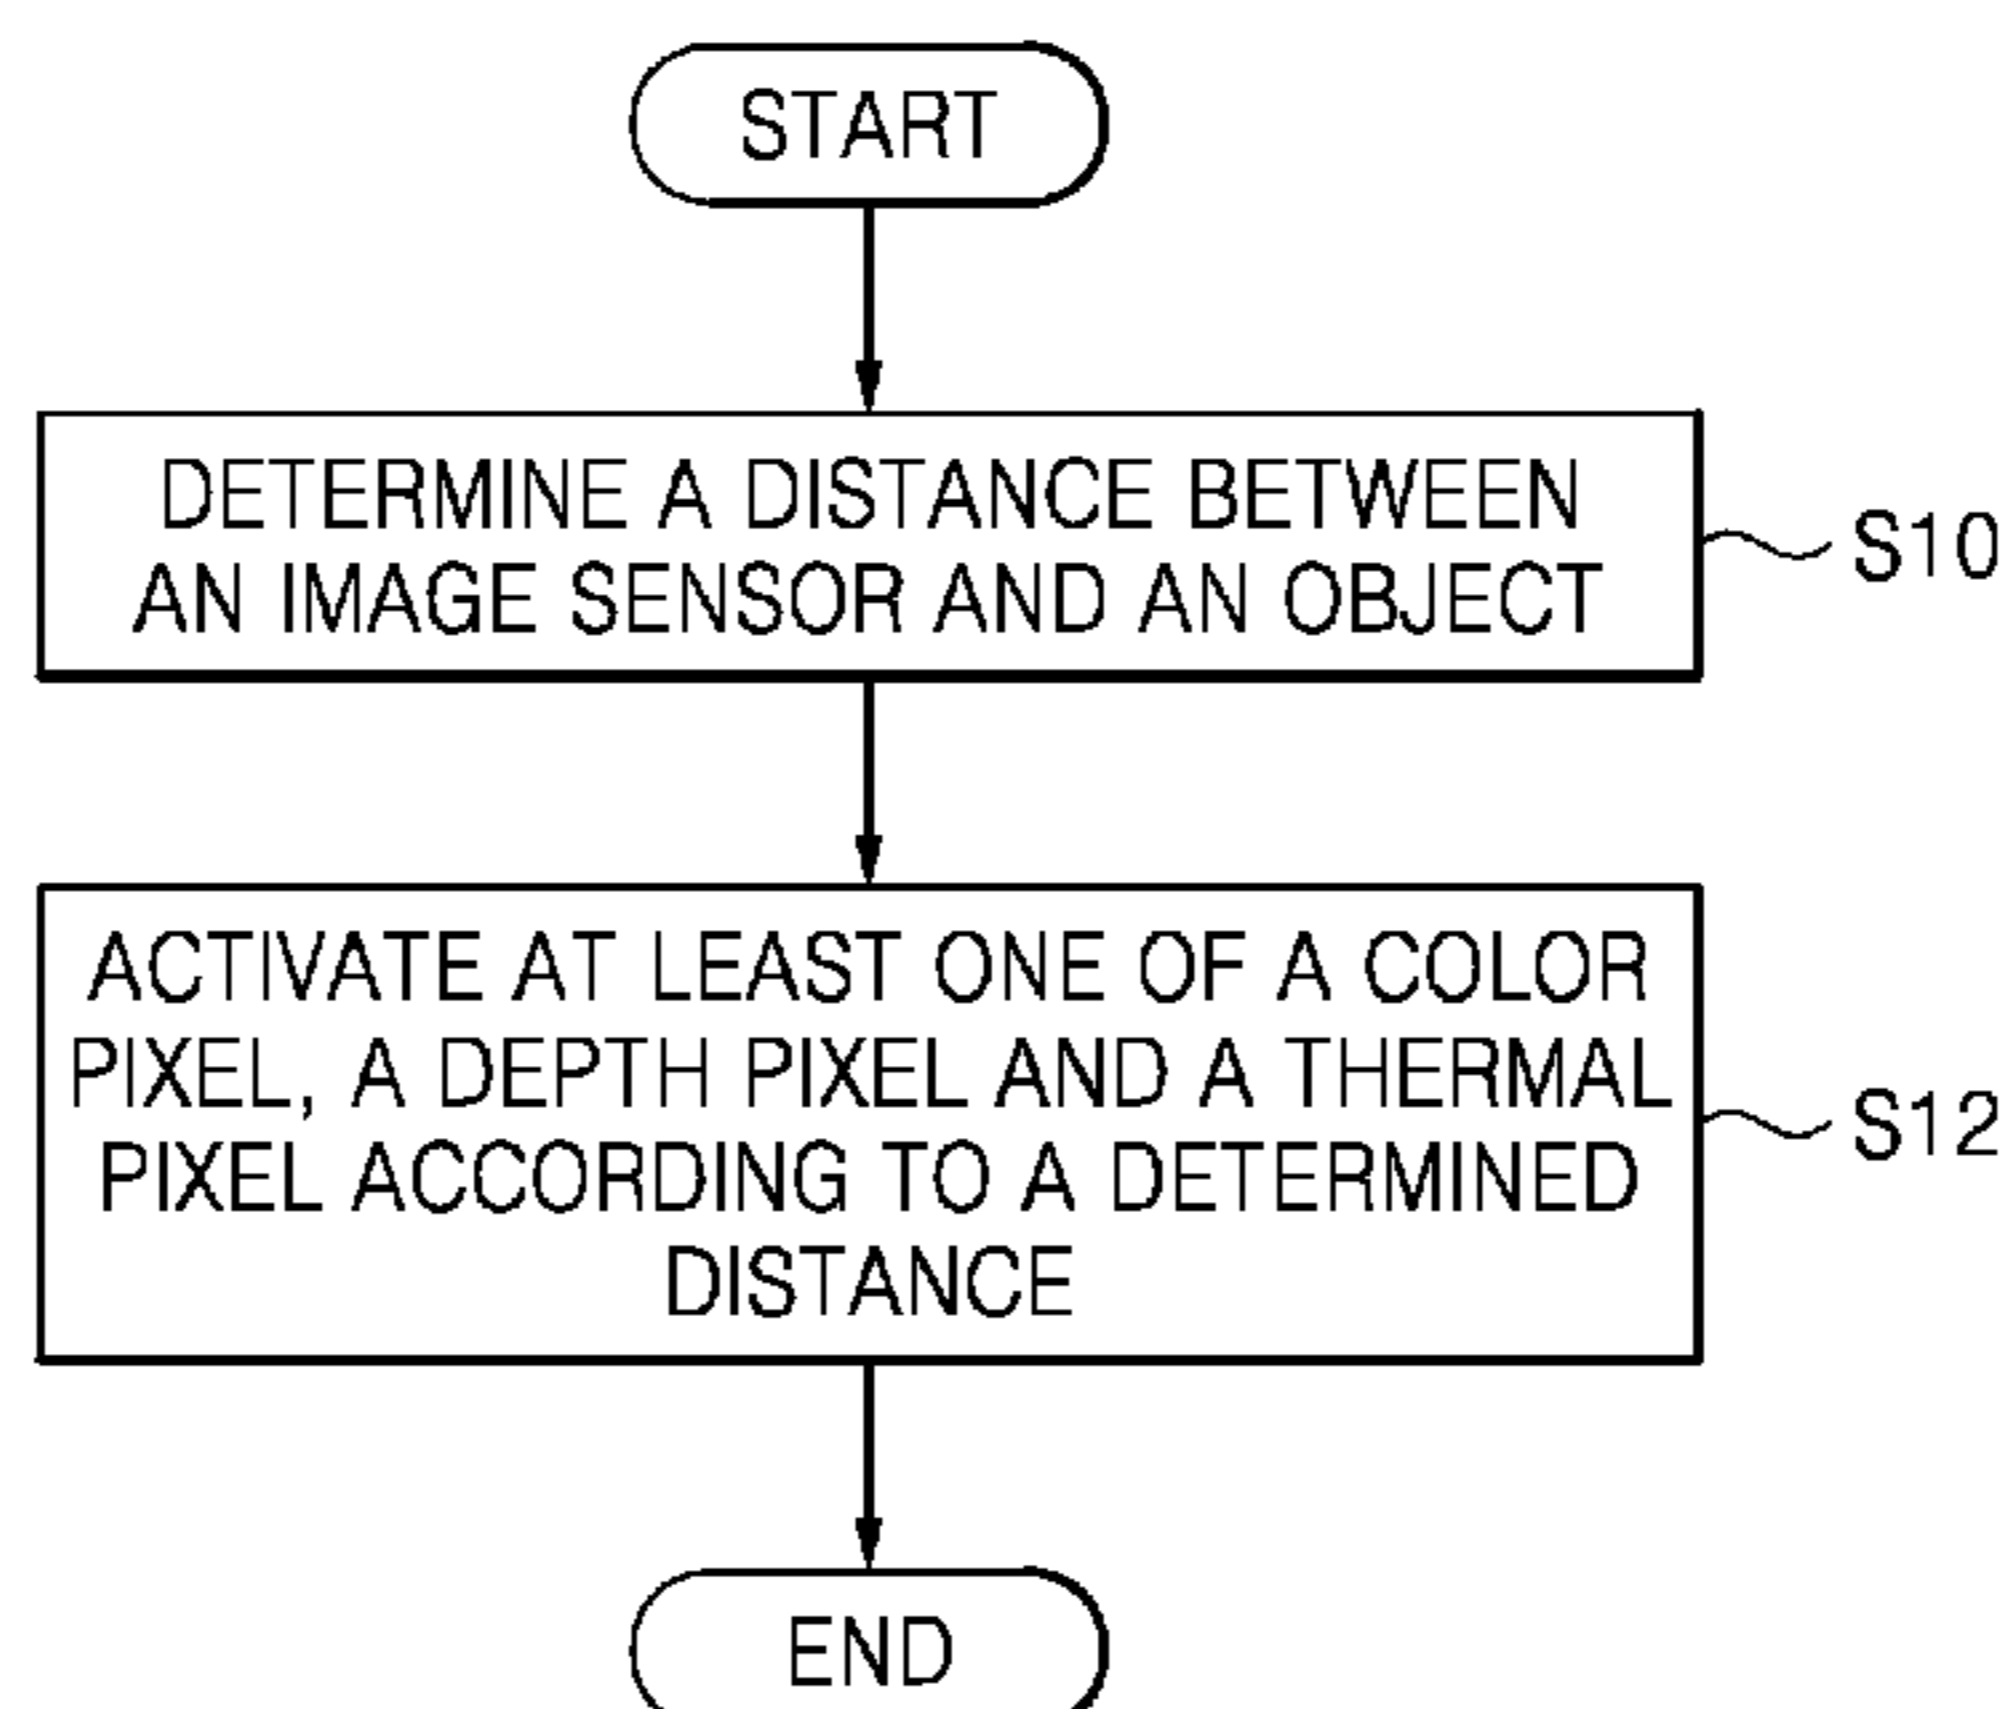 START
DETERMINE A DISTANCE BETWEEN
AN IMAGE SENSOR AND AN OBJECT
S10
ACTIVATE AT LEAST ONE OF A COLOR
PIXEL, A DEPTH PIXEL AND A THERMAL
PIXEL ACCORDING TO A DETERMINED
DISTANCE
S12
END